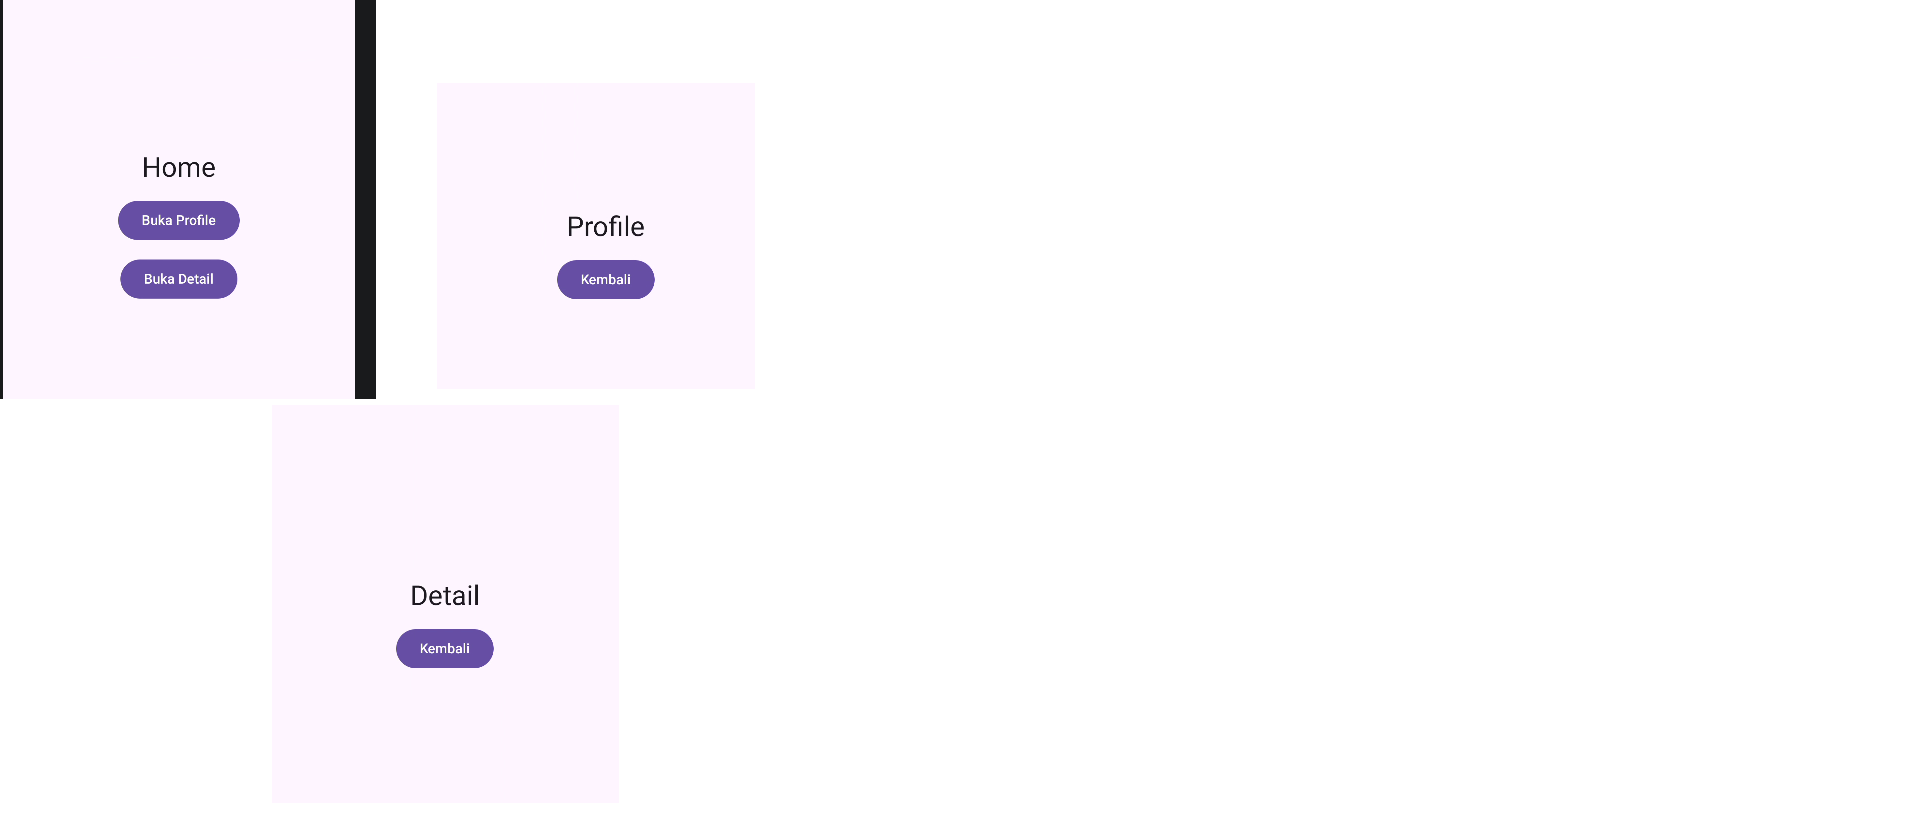 Home
Buka Profile
Buka Detail
Profile
Kembali
Detail
Kembali